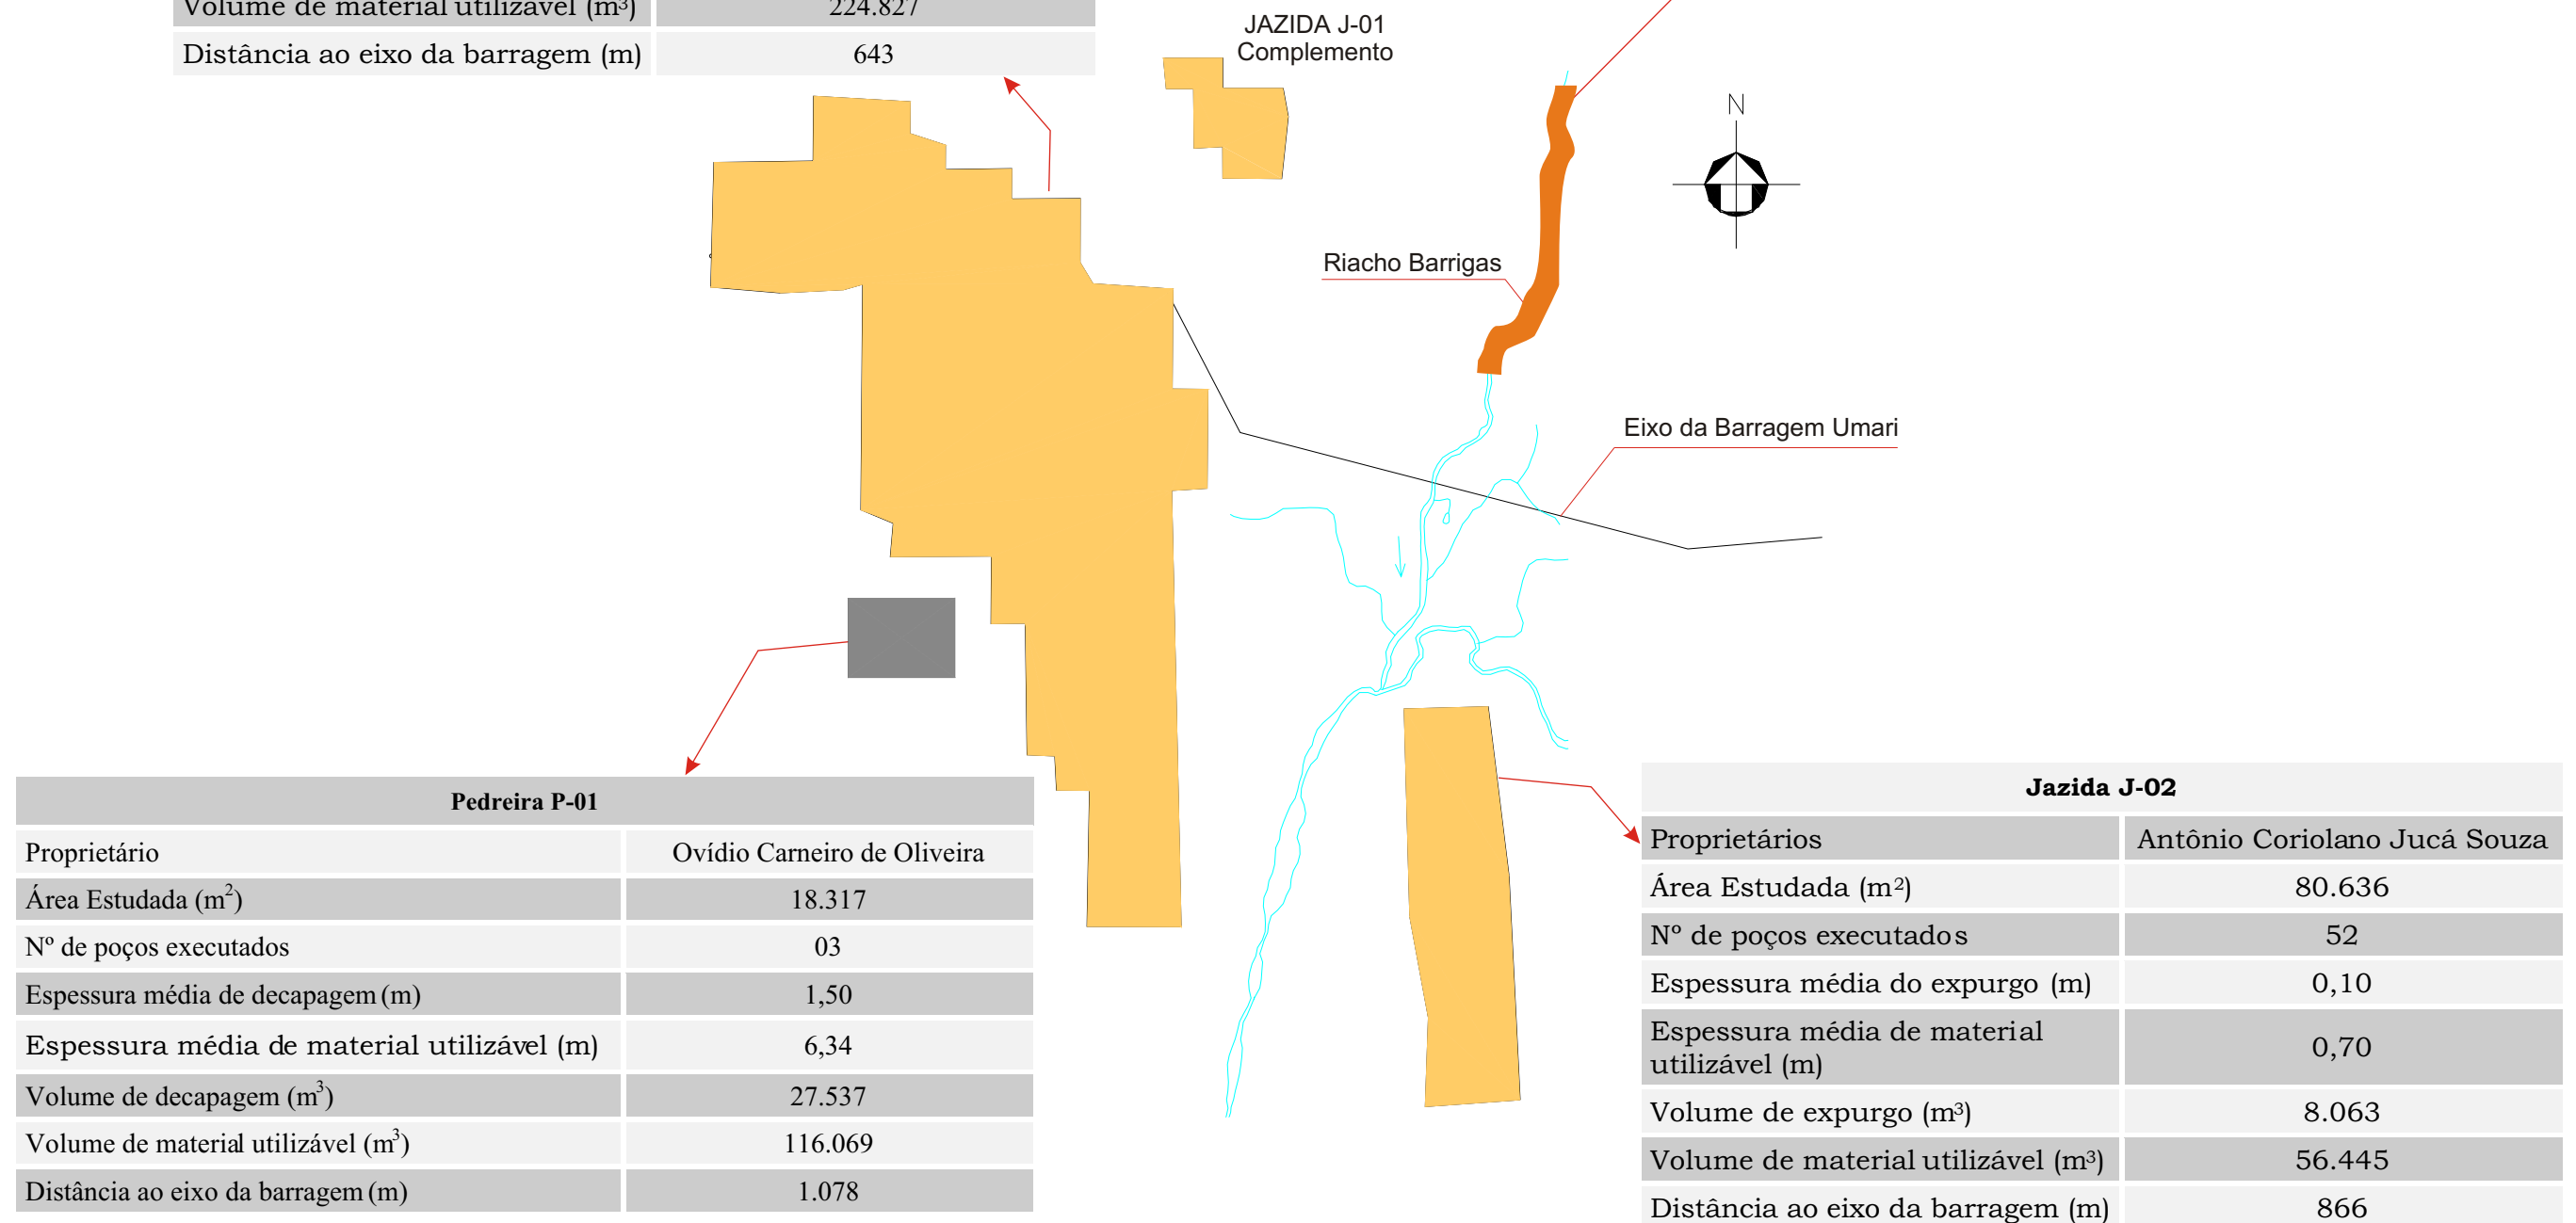 Volume de material utilizável (m³) 224.827
Distância ao eixo da barragem (m) 643
JAZIDA J-01
Complemento
N
Riacho Barrigas
Eixo da Barragem Umari
Pedreira P-01
Proprietário Ovídio Carneiro de Oliveira
Área Estudada (m²) 18.317
Nº de poços executados 03
Espessura média de decapagem (m) 1,50
Espessura média de material utilizável (m) 6,34
Volume de decapagem (m³) 27.537
Volume de material utilizável (m³) 116.069
Distância ao eixo da barragem (m) 1.078
Jazida J-02
Proprietários Antônio Coriolano Jucá Souza
Área Estudada (m²) 80.636
Nº de poços executados 52
Espessura média do expurgo (m) 0,10
Espessura média de material
utilizável (m) 0,70
Volume de expurgo (m³) 8.063
Volume de material utilizável (m³) 56.445
Distância ao eixo da barragem (m) 866